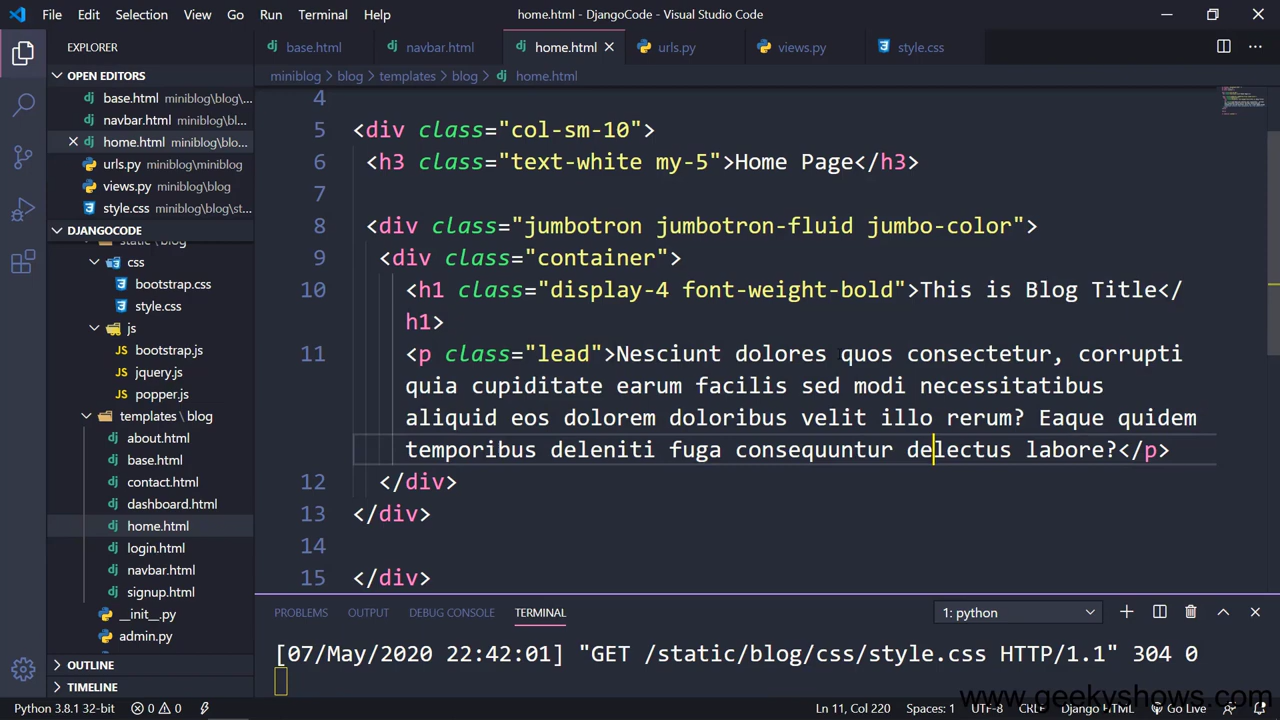 File Edit Selection View Go Run Terminal Help home.html - DjangoCode - Visual Studio Code
EXPLORER
base.html navbar.html home.html urls.py views.py style.css
OPEN EDITORS
base.html miniblog\blog\...
navbar.html miniblog\bl...
home.html miniblog\blo...
urls.py miniblog\miniblog
views.py miniblog\blog
style.css miniblog\blog\st...
DJANGOCODE
static \ blog
css
bootstrap.css
style.css
js
bootstrap.js
jquery.js
popper.js
templates \ blog
about.html
base.html
contact.html
dashboard.html
home.html
login.html
navbar.html
signup.html
__init__.py
admin.py
OUTLINE
TIMELINE
miniblog > blog > templates > blog > home.html
4
5 <div class="col-sm-10">
6 <h3 class="text-white my-5">Home Page</h3>
7
8 <div class="jumbotron jumbotron-fluid jumbo-color">
9 <div class="container">
10 <h1 class="display-4 font-weight-bold">This is Blog Title</
h1>
11 <p class="lead">Nesciunt dolores quos consectetur, corrupti
quia cupiditate earum facilis sed modi necessitatibus
aliquid eos dolorem doloribus velit illo rerum? Eaque quidem
temporibus deleniti fuga consequuntur delectus labore?</p>
12 </div>
13 </div>
14
15 </div>
PROBLEMS OUTPUT DEBUG CONSOLE TERMINAL 1: python
[07/May/2020 22:42:01] "GET /static/blog/css/style.css HTTP/1.1" 304 0
www.geekyshows.com
Python 3.8.1 32-bit 0 0 Ln 11, Col 220 Spaces: 1 UTF-8 CRLF Django HTML Go Live